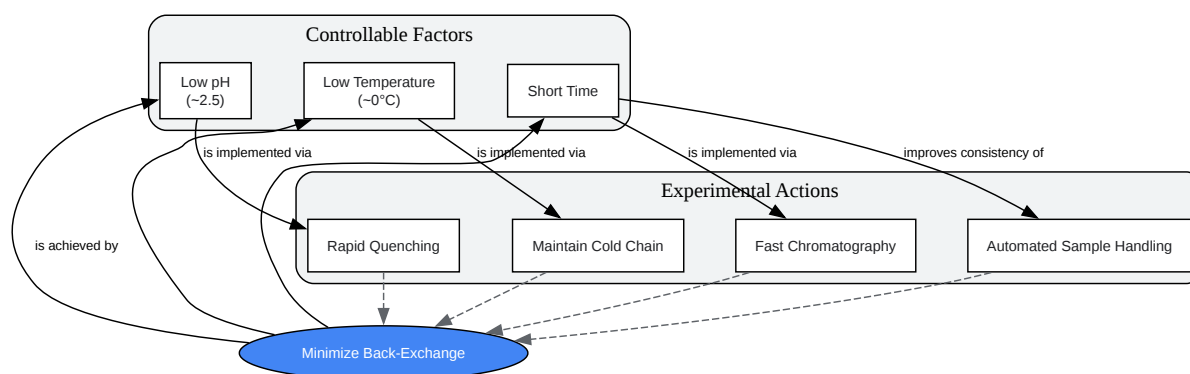 Controllable Factors
Low pH
(~2.5)
Low Temperature
(~0°C)
Short Time
is implemented via
is implemented via
is implemented via
improves consistency of
Experimental Actions
Rapid Quenching
Maintain Cold Chain
Fast Chromatography
Automated Sample Handling
is achieved by
Minimize Back-Exchange